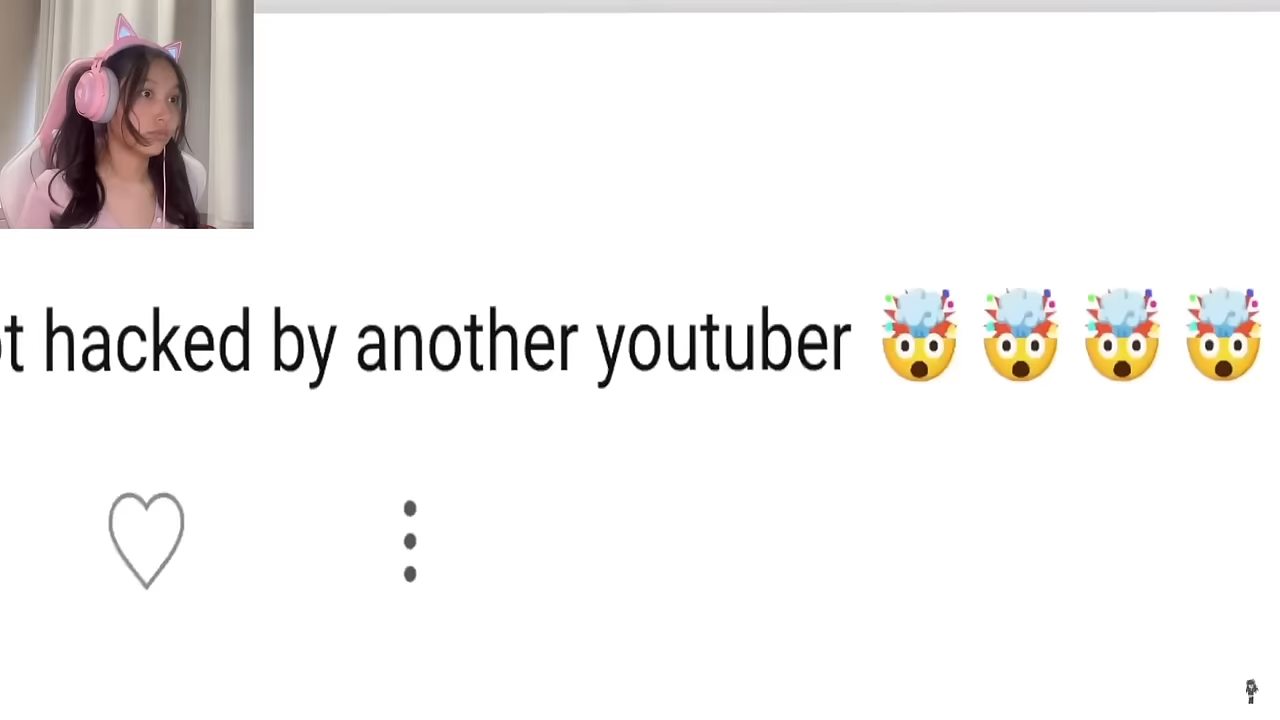 hacked by another youtuber 🤯 🤯 🤯 🤯